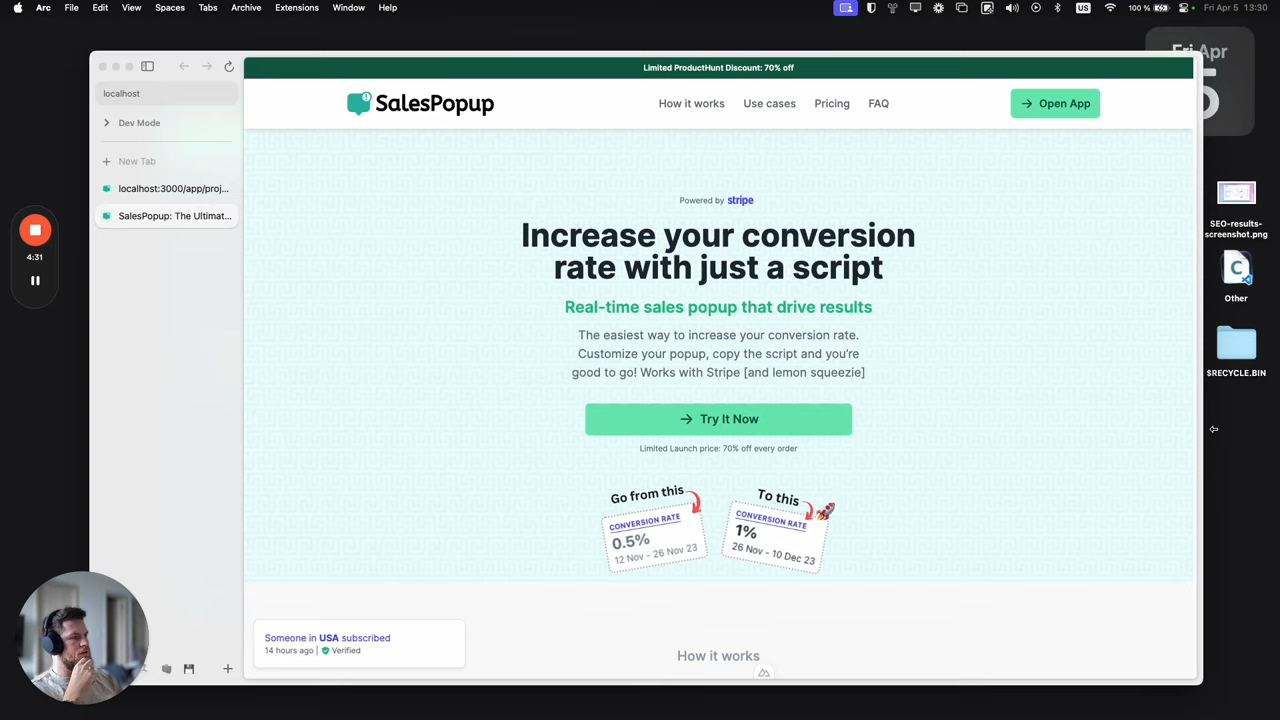 Arc File Edit View Spaces Tabs Archive Extensions Window Help
US 100 % Fri Apr 5 13:30
Fri Apr
5
localhost
Dev Mode
New Tab
localhost:3000/app/proj...
SalesPopup: The Ultimat...
4:31
Limited ProductHunt Discount: 70% off
SalesPopup
How it works Use cases Pricing FAQ
Open App
Powered by stripe
Increase your conversion
rate with just a script
Real-time sales popup that drive results
The easiest way to increase your conversion rate.
Customize your popup, copy the script and you're
good to go! Works with Stripe [and lemon squeezie]
Try It Now
Limited Launch price: 70% off every order
Go from this
CONVERSION RATE
0.5%
12 Nov - 26 Nov 23
To this
CONVERSION RATE
1%
26 Nov - 10 Dec 23
Someone in USA subscribed
14 hours ago | Verified
How it works
SEO-results-
screenshot.png
C
Other
$RECYCLE.BIN